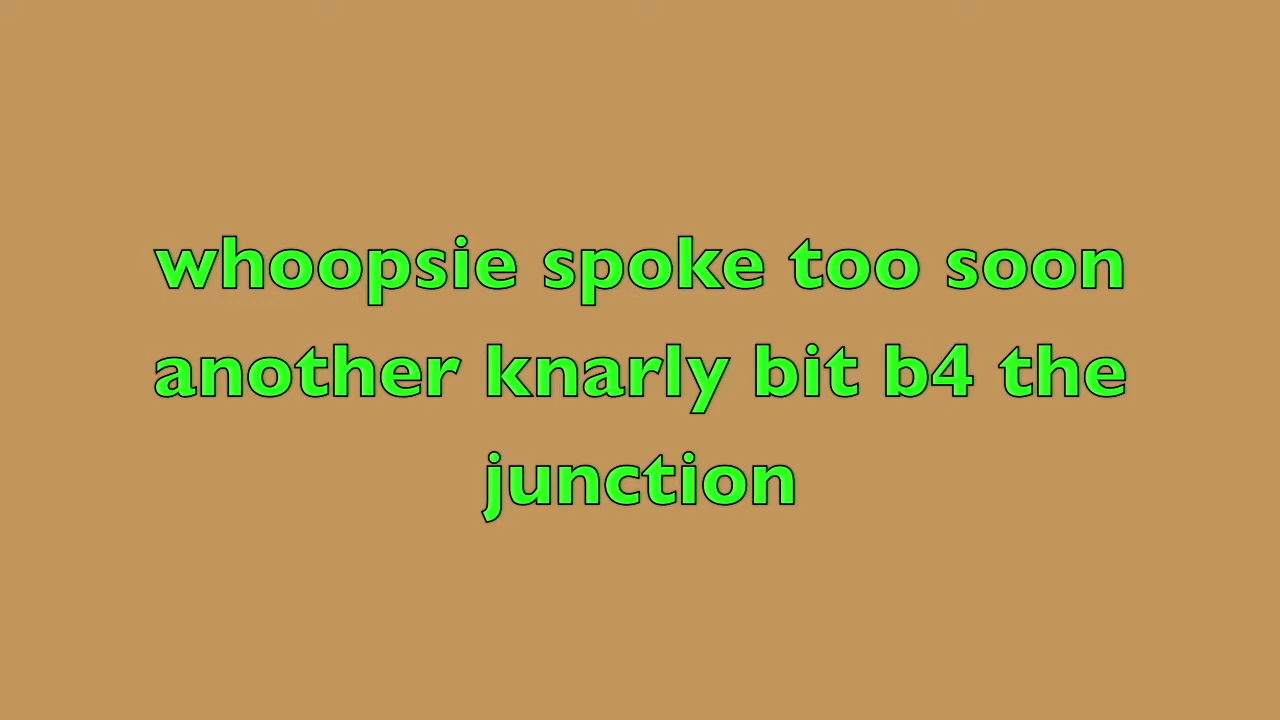 whoopsie spoke too soon
another knarly bit b4 the
junction